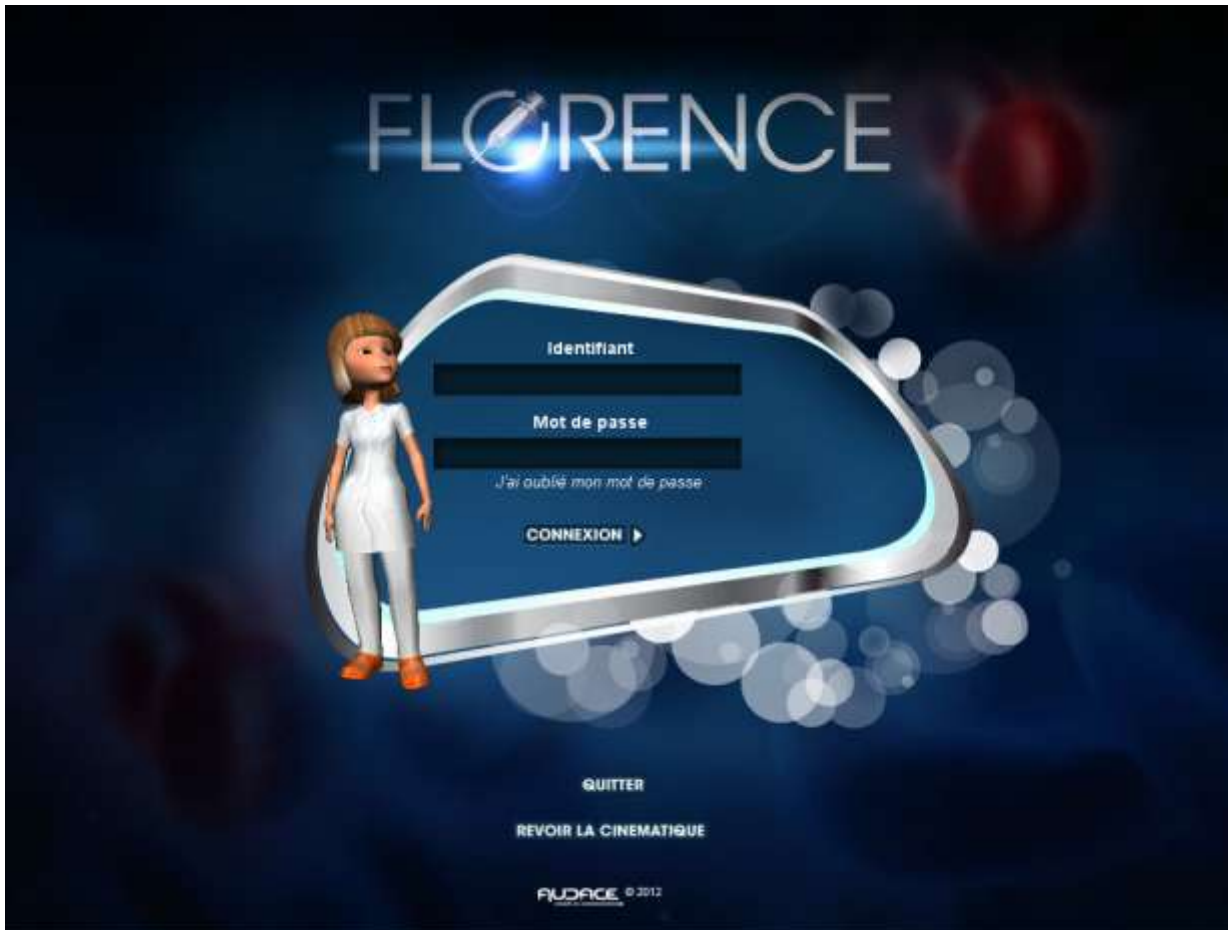 FLORENCE
Identifiant
Mot de passe
J'ai oublié mon mot de passe
CONNEXION
QUITTER
REVOIR LA CINEMATIQUE
AUDACE © 2012